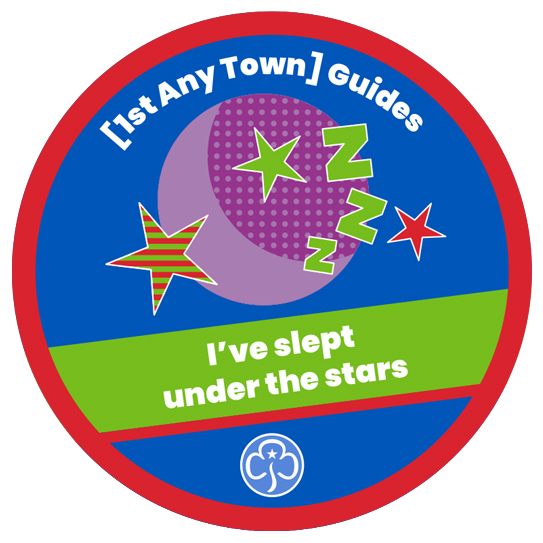 [1st Any Town] Guides
Z
Z
Z
I’ve slept
under the stars